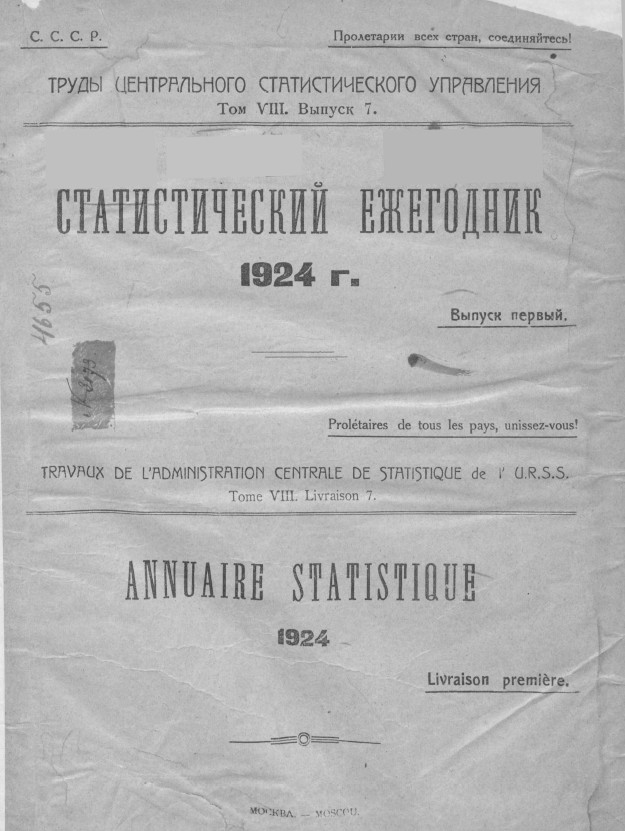 С. С. С. Р.
Пролетарии всех стран, соединяйтесь!
ТРУДЫ ЦЕНТРАЛЬНОГО СТАТИСТИЧЕСКОГО УПРАВЛЕНИЯ
Том VIII. Выпуск 7.
СТАТИСТИЧЕСКИЙ ЕЖЕГОДНИК
1924 г.
Выпуск первый.
Prolétaires de tous les pays, unissez-vous!
TRAVAUX DE L'ADMINISTRATION CENTRALE DE STATISTIQUE de l' U.R.S.S.
Tome VIII. Livraison 7.
ANNUAIRE STATISTIQUE
1924
Livraison première.
МОСКВА. — MOSCOU.